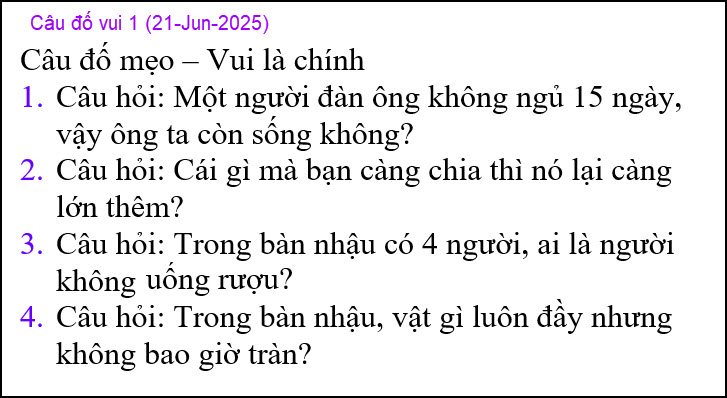 Câu đố vui 1 (21-Jun-2025)
Câu đố mẹo – Vui là chính
1. Câu hỏi: Một người đàn ông không ngủ 15 ngày,
vậy ông ta còn sống không?
2. Câu hỏi: Cái gì mà bạn càng chia thì nó lại càng
lớn thêm?
3. Câu hỏi: Trong bàn nhậu có 4 người, ai là người
không uống rượu?
4. Câu hỏi: Trong bàn nhậu, vật gì luôn đầy nhưng
không bao giờ tràn?